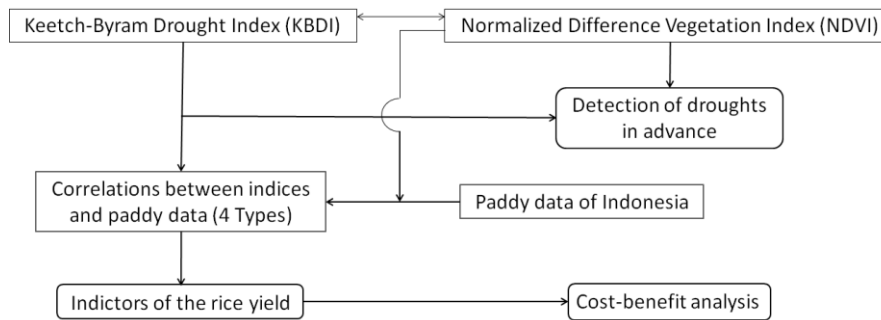 Keetch-Byram Drought Index (KBDI)
Normalized Difference Vegetation Index (NDVI)
Detection of droughts
in advance
Correlations between indices
and paddy data (4 Types)
Paddy data of Indonesia
Indictors of the rice yield
Cost-benefit analysis